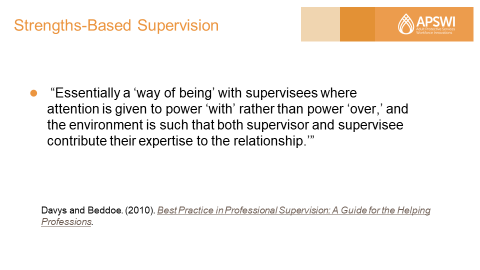 Strengths-Based Supervision
APSWI
“Essentially a ‘way of being’ with supervisees where
attention is given to power ‘with’ rather than power ‘over,’ and
the environment is such that both supervisor and supervisee
contribute their expertise to the relationship.’”
Davys and Beddoe. (2010). Best Practice in Professional Supervision: A Guide for the Helping
Professions.